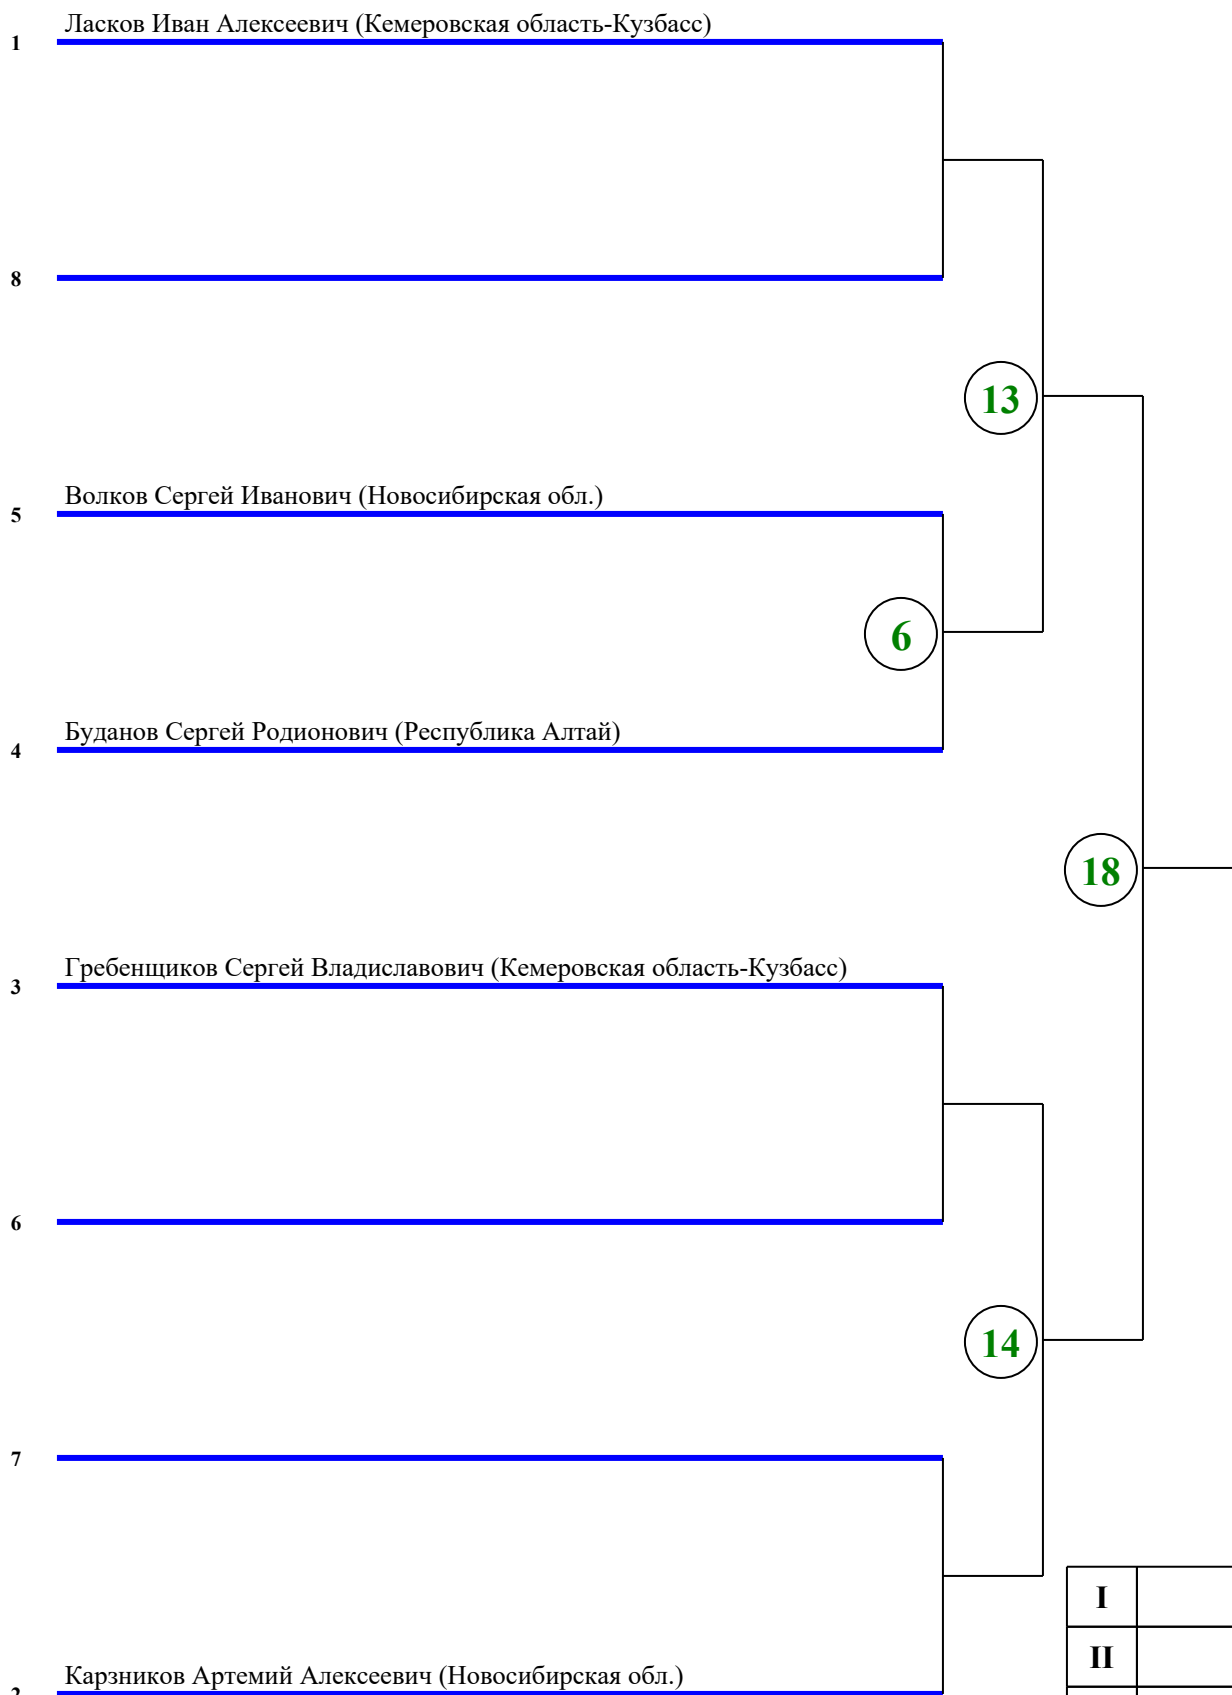 Ласков Иван Алексеевич (Кемеровская область-Кузбасс)
1
8
13
Волков Сергей Иванович (Новосибирская обл.)
5
6
Буданов Сергей Родионович (Республика Алтай)
4
18
Гребенщиков Сергей Владиславович (Кемеровская область-Кузбасс)
3
6
14
7
I
II
Карзников Артемий Алексеевич (Новосибирская обл.)
2